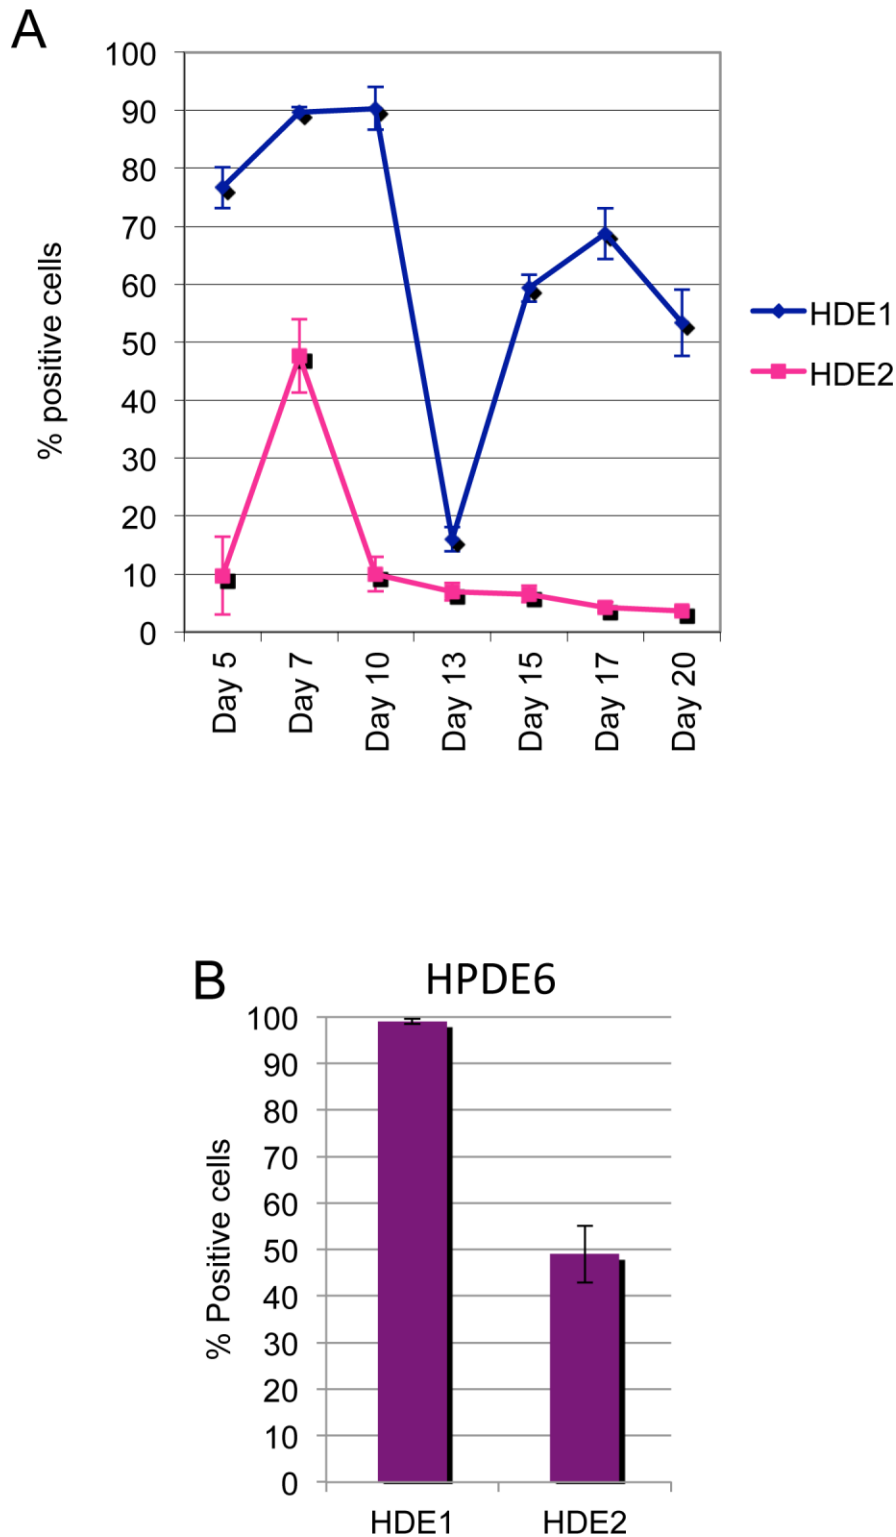 A
100
90
80
70
60
50
40
30
20
10
0
% positive cells
Day 5
Day 7
Day 10
Day 13
Day 15
Day 17
Day 20
HDE1
HDE2
B
HPDE6
100
90
80
70
60
50
40
30
20
10
0
% Positive cells
HDE1
HDE2